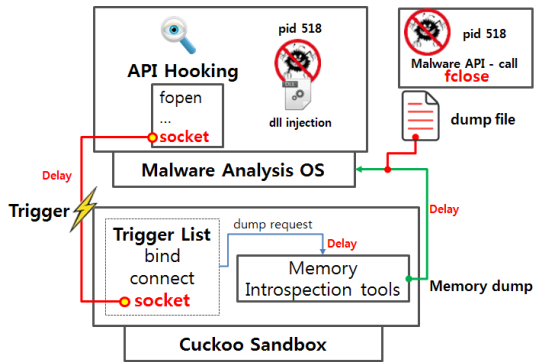 pid 518
API Hooking
fopen
...
socket
dll injection
Malware Analysis OS
pid 518
Malware API - call
fclose
dump file
Delay
Trigger
Delay
Trigger List
bind
connect
socket
dump request
Delay
Memory
Introspection tools
Memory dump
Cuckoo Sandbox